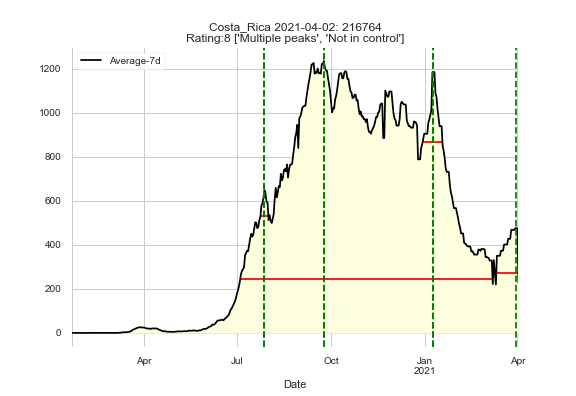 Costa_Rica 2021-04-02: 216764
Rating:8 ['Multiple peaks', 'Not in control']
Average-7d
1200
1000
800
600
400
200
0
Apr
Jul
Oct
Jan
2021
Apr
Date